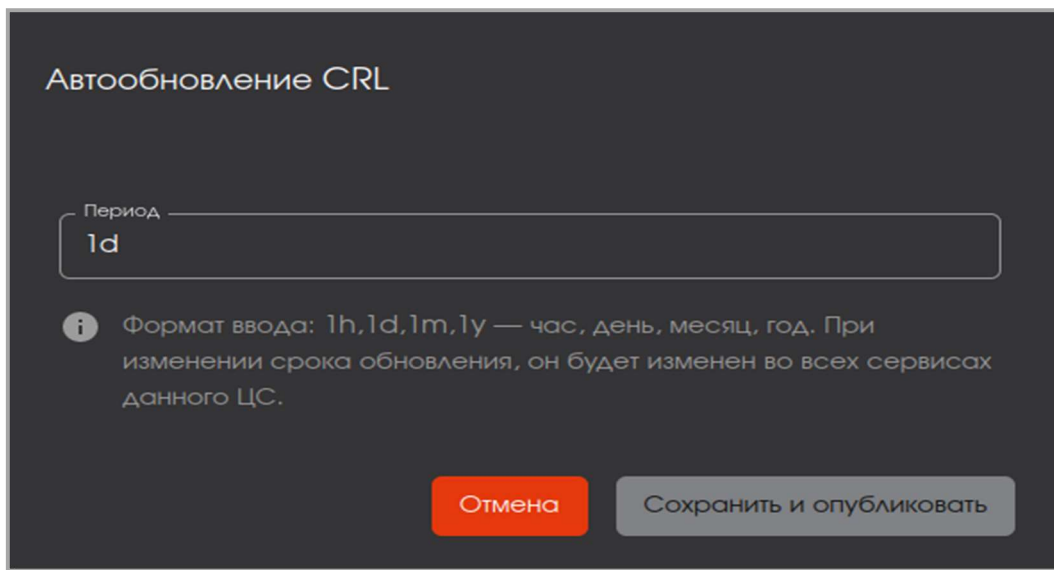 Автообновление CRL
Период
1d
Формат ввода: 1h,1d,1m,1y — час, день, месяц, год. При
изменении срока обновления, он будет изменен во всех сервисах
данного ЦС.
Отмена
Сохранить и опубликовать